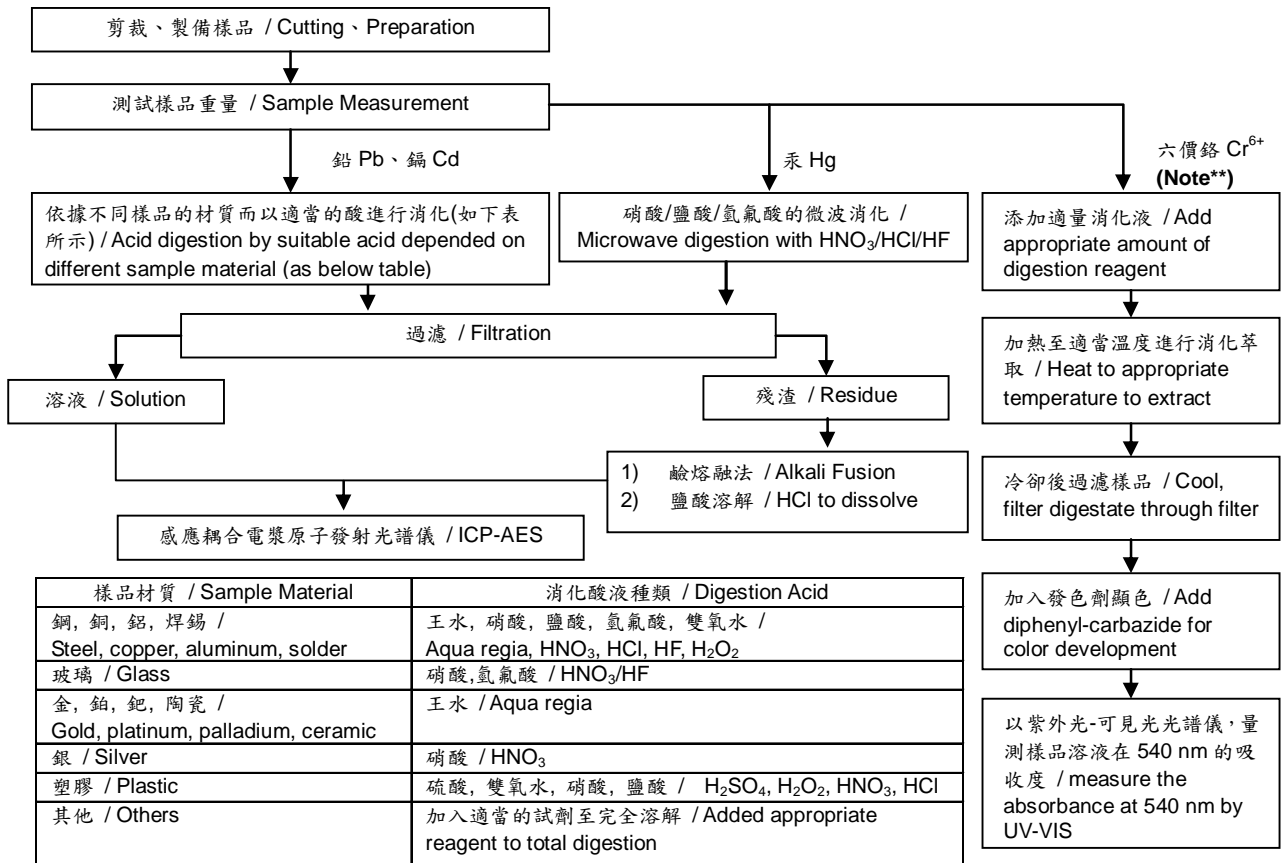 剪裁、製備樣品 / Cutting、Preparation
測試樣品重量 / Sample Measurement
鉛 Pb、鎘 Cd
汞 Hg
六價鉻 Cr⁶⁺
(Note**)
依據不同樣品的材質而以適當的酸進行消化(如下表
所示) / Acid digestion by suitable acid depended on
different sample material (as below table)
硝酸/鹽酸/氫氟酸的微波消化 /
Microwave digestion with HNO₃/HCl/HF
添加適量消化液 / Add
appropriate amount of
digestion reagent
過濾 / Filtration
加熱至適當溫度進行消化萃
取 / Heat to appropriate
temperature to extract
溶液 / Solution
殘渣 / Residue
1) 鹼熔融法 / Alkali Fusion
2) 鹽酸溶解 / HCl to dissolve
冷卻後過濾樣品 / Cool,
filter digestate through filter
感應耦合電漿原子發射光譜儀 / ICP-AES
加入發色劑顯色 / Add
diphenyl-carbazide for
color development
以紫外光-可見光光譜儀，量
測樣品溶液在 540 nm 的吸
收度 / measure the
absorbance at 540 nm by
UV-VIS
樣品材質 / Sample Material
消化酸液種類 / Digestion Acid
鋼, 銅, 鋁, 焊錫 /
Steel, copper, aluminum, solder
王水, 硝酸, 鹽酸, 氫氟酸, 雙氧水 /
Aqua regia, HNO₃, HCl, HF, H₂O₂
玻璃 / Glass
硝酸,氫氟酸 / HNO₃/HF
金, 鉑, 鈀, 陶瓷 /
Gold, platinum, palladium, ceramic
王水 / Aqua regia
銀 / Silver
硝酸 / HNO₃
塑膠 / Plastic
硫酸, 雙氧水, 硝酸, 鹽酸 / H₂SO₄, H₂O₂, HNO₃, HCl
其他 / Others
加入適當的試劑至完全溶解 / Added appropriate
reagent to total digestion